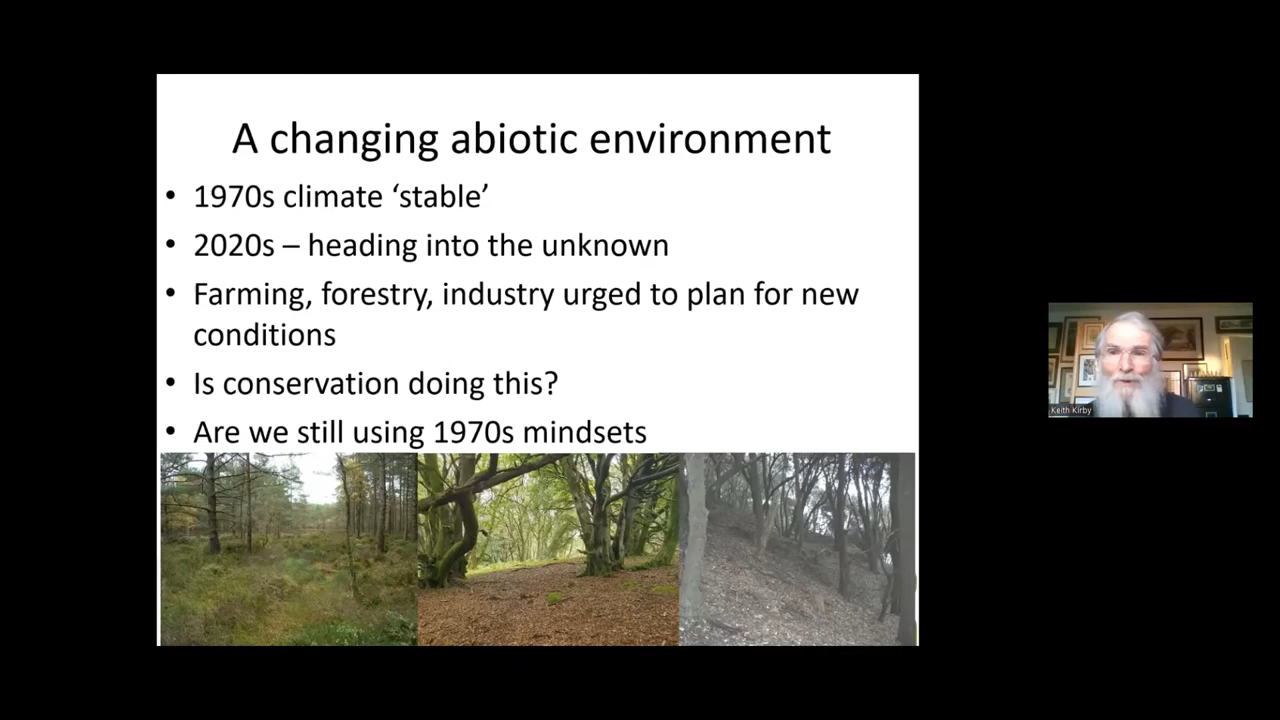 A changing abiotic environment
• 1970s climate ‘stable’
• 2020s – heading into the unknown
• Farming, forestry, industry urged to plan for new
conditions
• Is conservation doing this?
• Are we still using 1970s mindsets
Keith Kirby